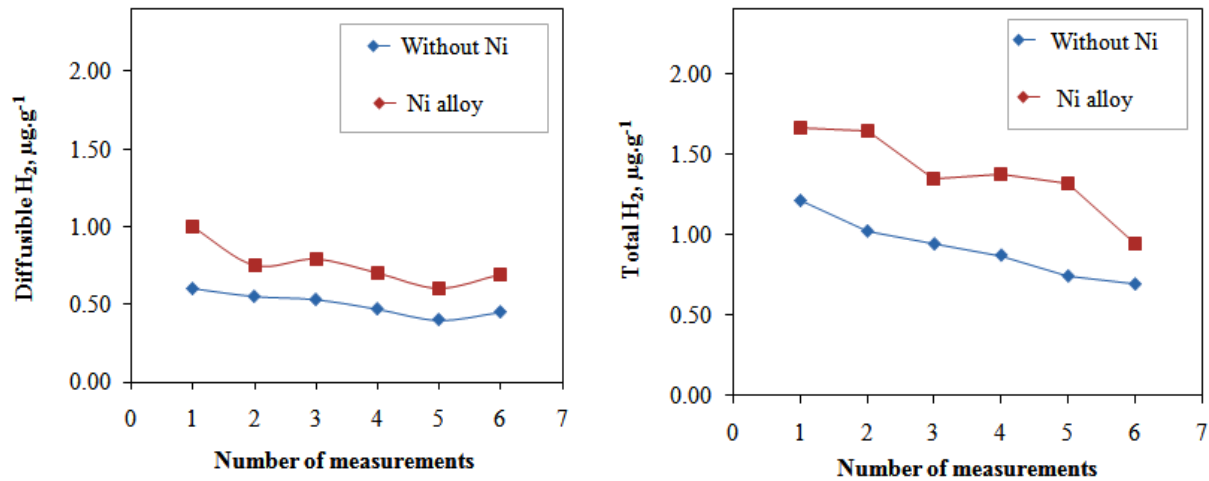 Without Ni
Ni alloy
2.00
1.50
1.00
0.50
0.00
0 1 2 3 4 5 6 7
Diffusible H₂, µg.g⁻¹
Number of measurements
Without Ni
Ni alloy
2.00
1.50
1.00
0.50
0.00
0 1 2 3 4 5 6 7
Total H₂, µg.g⁻¹
Number of measurements